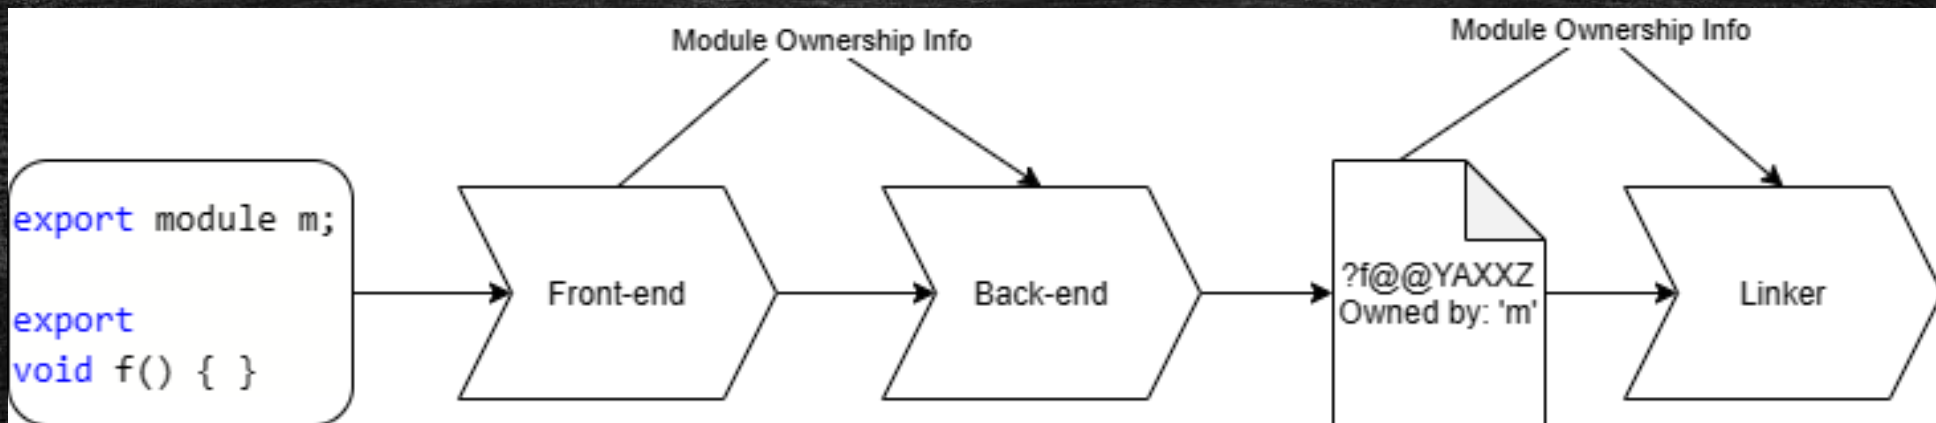 Module Ownership Info
Module Ownership Info
export module m;
export
void f() { }
Front-end
Back-end
?f@@YAXXZ
Owned by: 'm'
Linker